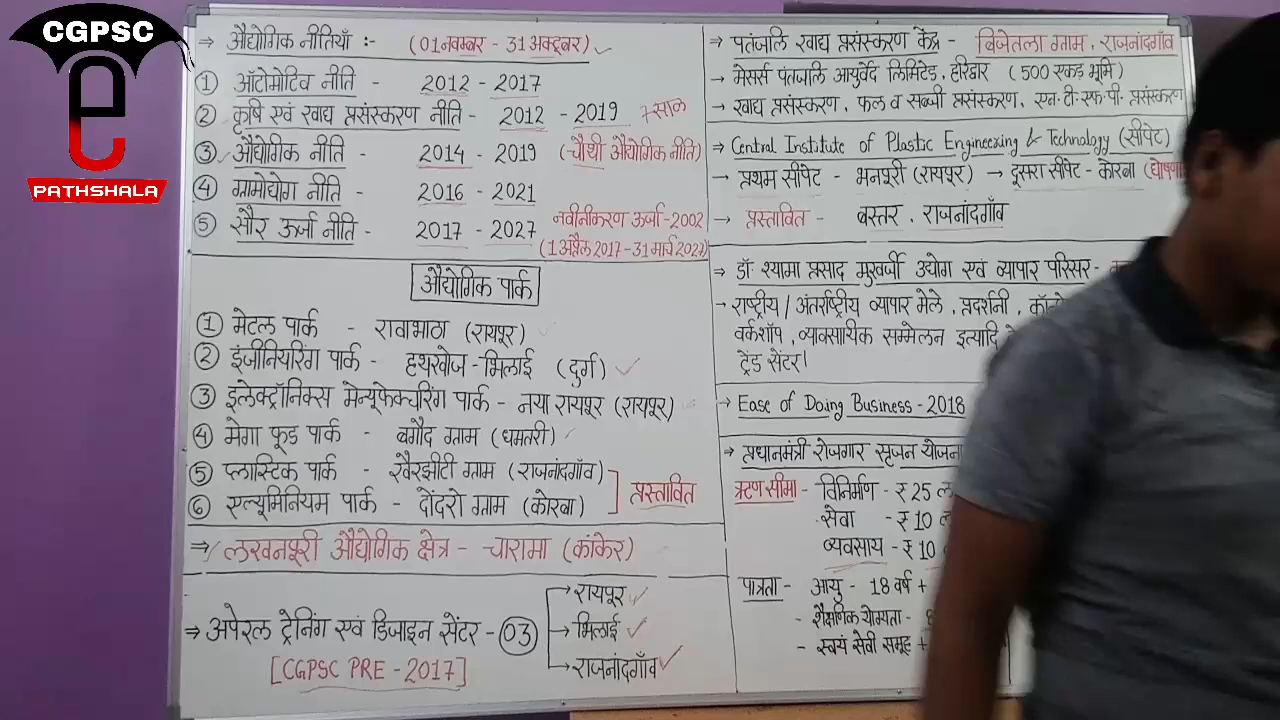 CGPSC
e
PATHSHALA
⇒ औद्योगिक नीतियाँ :- (01 नवम्बर - 31 अक्टूबर)
① ऑटोमोटिव नीति - 2012 - 2017
② कृषि एवं खाद्य प्रसंस्करण नीति - 2012 - 2019 7 साल
③ औद्योगिक नीति - 2014 - 2019 (चौथी औद्योगिक नीति)
④ ग्रामोद्योग नीति - 2016 - 2021
⑤ सौर ऊर्जा नीति - 2017 - 2027 नवीनीकरण ऊर्जा - 2002
(1 अप्रैल 2017 - 31 मार्च 2027)
औद्योगिक पार्क
① मेटल पार्क - रावाभाठा (रायपूर)
② इंजीनियरिंग पार्क - हथखोज - भिलाई (दुर्ग)
③ इलेक्ट्रॉनिक्स मेन्यूफेक्चरिंग पार्क - नया रायपूर (रायपूर)
④ मेगा फूड पार्क - बगौद ग्राम (धमतरी)
⑤ प्लास्टिक पार्क - खैरझीटी ग्राम (राजनांदगाँव)
⑥ एल्यूमिनियम पार्क - दोंदरो ग्राम (कोरबा)
प्रस्तावित
⇒ लखनपूरी औद्योगिक क्षेत्र - चारामा (कांकेर)
⇒ अपेरल ट्रेनिंग एवं डिजाइन सेंटर - 03
→ रायपूर
→ भिलाई
→ राजनांदगाँव
[CGPSC PRE - 2017]
→ पतंजलि खाद्य प्रसंस्करण केंद्र - बिजेतला ग्राम, राजनांदगाँव
→ मेसर्स पंतजलि आयुर्वेद लिमिटेड, हरिद्वार (500 एकड़ भूमि)
→ खाद्य प्रसंस्करण, फल व सब्जी प्रसंस्करण, एन.टी.एफ.पी. प्रसंस्करण
→ Central Institute of Plastic Engineering & Technology (सीपेट)
→ प्रथम सीपेट - भनपूरी (रायपूर) → दूसरा सीपेट - कोरबा (घोषणा
→ प्रस्तावित - बस्तर, राजनांदगाँव
→ डॉ. श्यामा प्रसाद मुखर्जी उद्योग एवं व्यापार परिसर -
→ राष्ट्रीय / अंतर्राष्ट्रीय व्यापार मेले, प्रदर्शनी,
वर्कशॉप, व्यावसायिक सम्मेलन इत्यादि
ट्रेड सेंटर।
→ Ease of Doing Business - 2018
→ प्रधानमंत्री रोजगार सृजन योजना
ऋण सीमा - विनिर्माण - ₹ 25
सेवा - ₹ 10
व्यवसाय - ₹ 10
पात्रता - आयु - 18 वर्ष +
- शैक्षणिक योग्यता - 8
- स्वयं सेवी समूह +